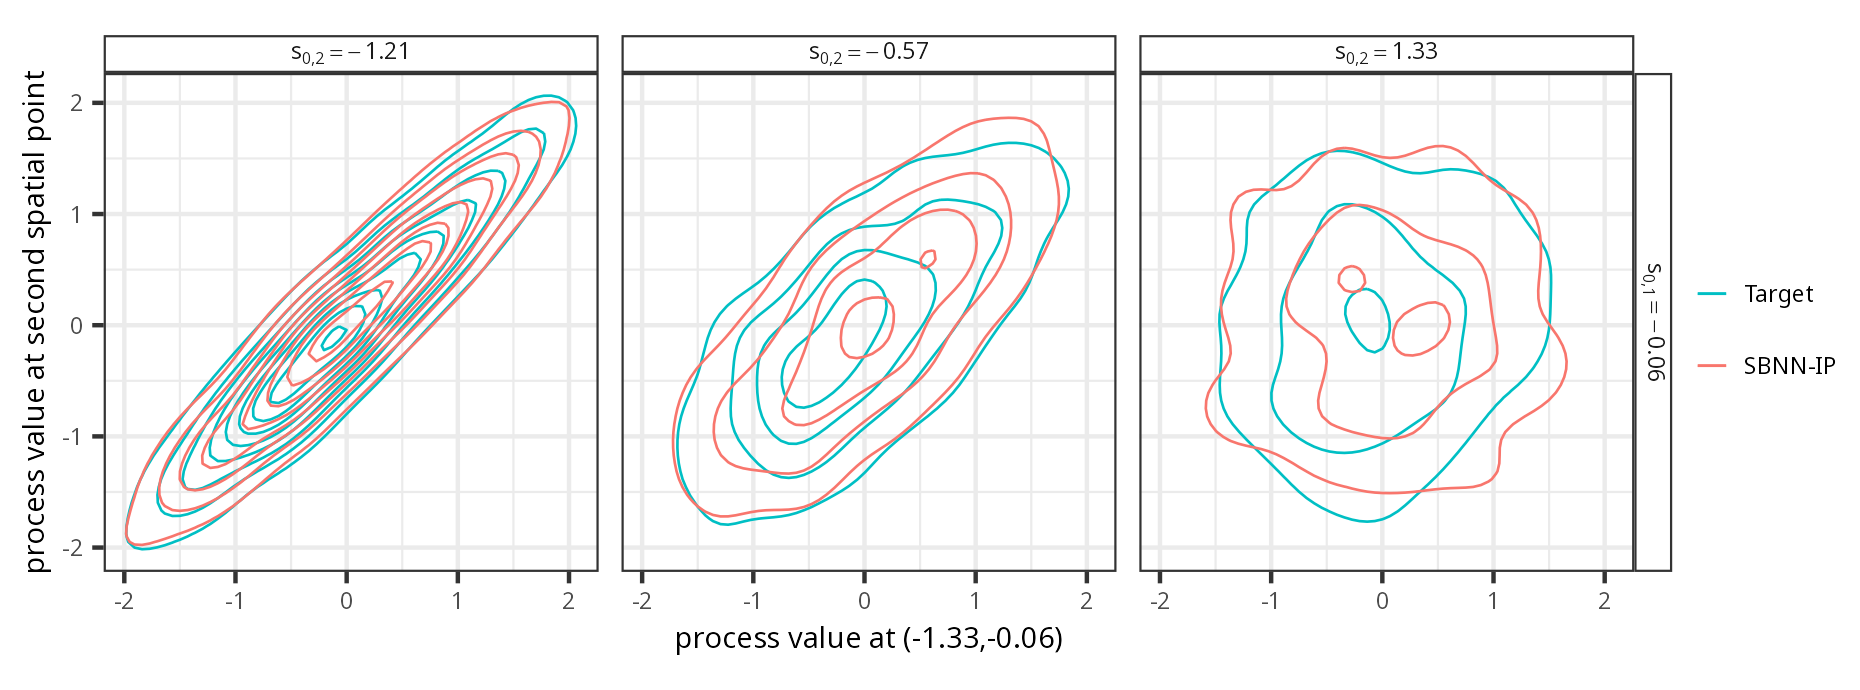 s0,2 = − 1.21
s0,2 = − 0.57
s0,2 = 1.33
process value at second spatial point
2
1
0
-1
-2
s0,1 = − 0.06
Target
SBNN-IP
-2 -1 0 1 2
-2 -1 0 1 2
-2 -1 0 1 2
process value at (-1.33,-0.06)